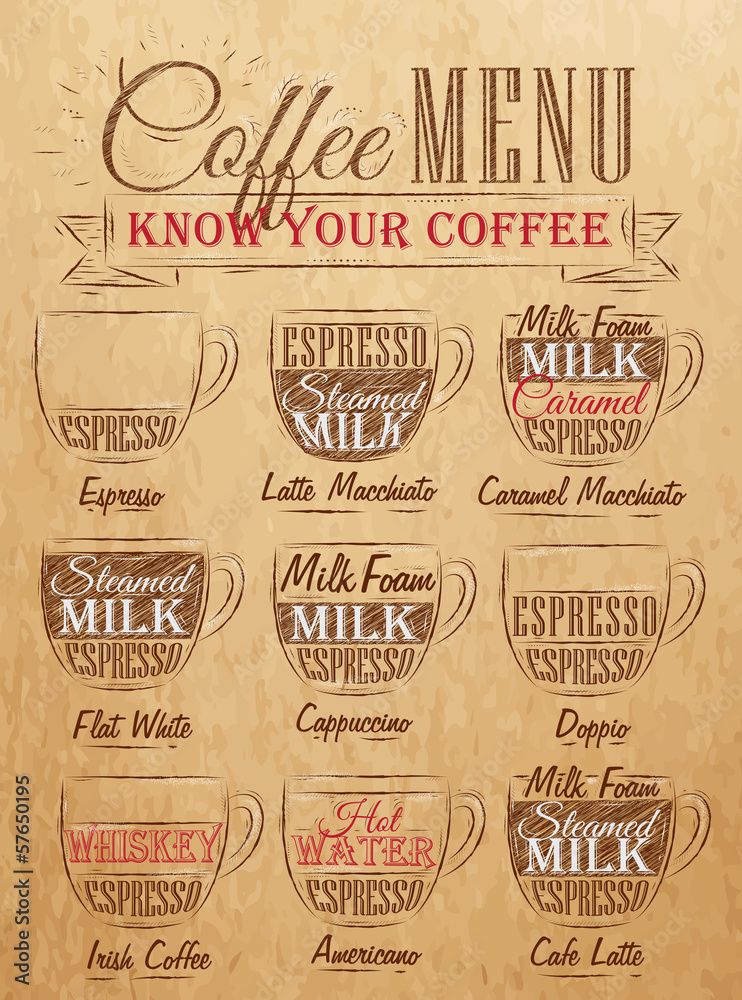 Coffee MENU
KNOW YOUR COFFEE
ESPRESSO
Espresso
ESPRESSO
Steamed
MILK
Latte Macchiato
Milk Foam
MILK
Caramel
ESPRESSO
Caramel Macchiato
Steamed
MILK
ESPRESSO
Flat White
Milk Foam
MILK
ESPRESSO
Cappuccino
ESPRESSO
ESPRESSO
Doppio
WHISKEY
ESPRESSO
Irish Coffee
Hot
WATER
ESPRESSO
Americano
Milk Foam
Steamed
MILK
ESPRESSO
Cafe Latte
Adobe Stock | #57650195